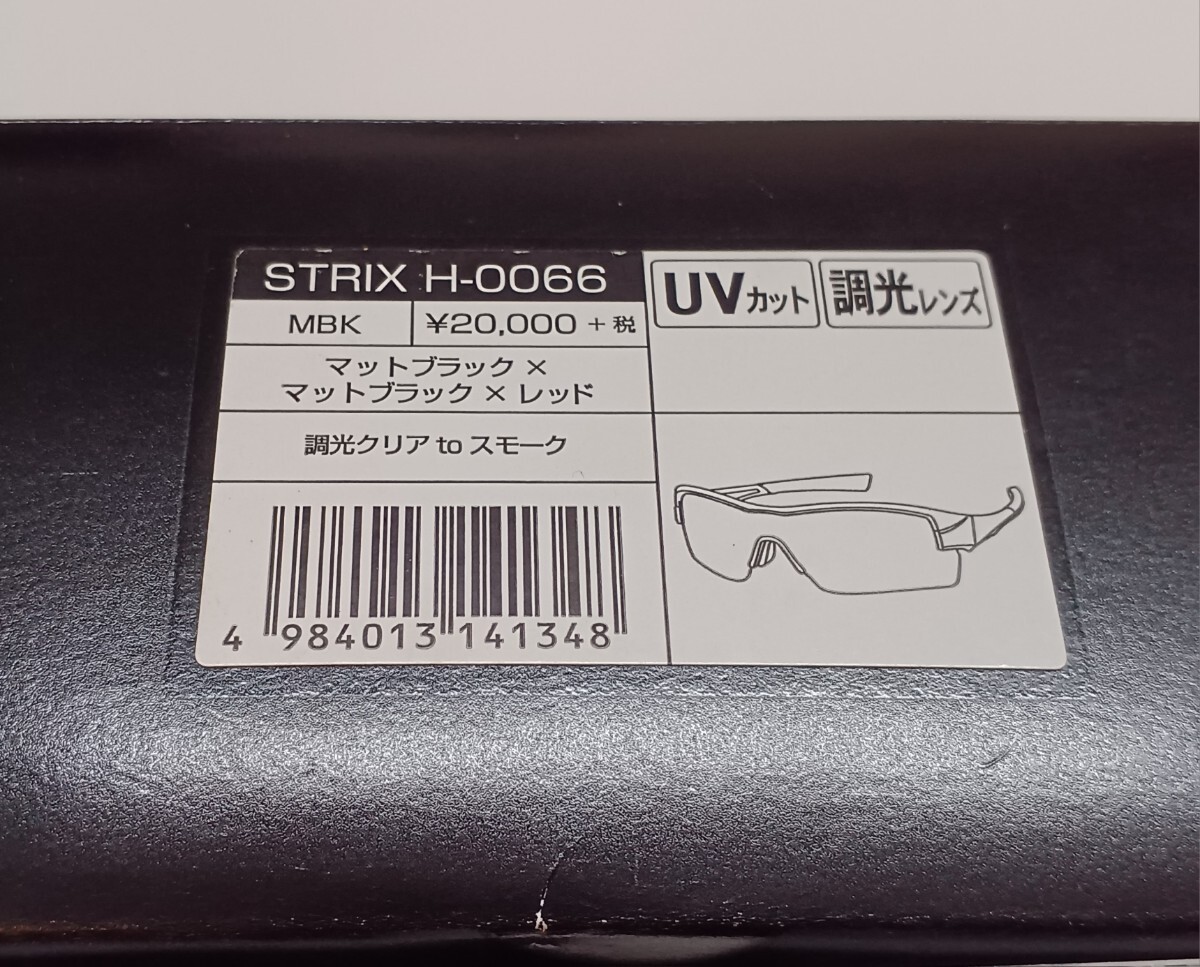 STRIX H-0066
MBK
¥20,000 + 税
マットブラック ×
マットブラック × レッド
調光クリア to スモーク
4 984013 141348
UVカット
調光レンズ